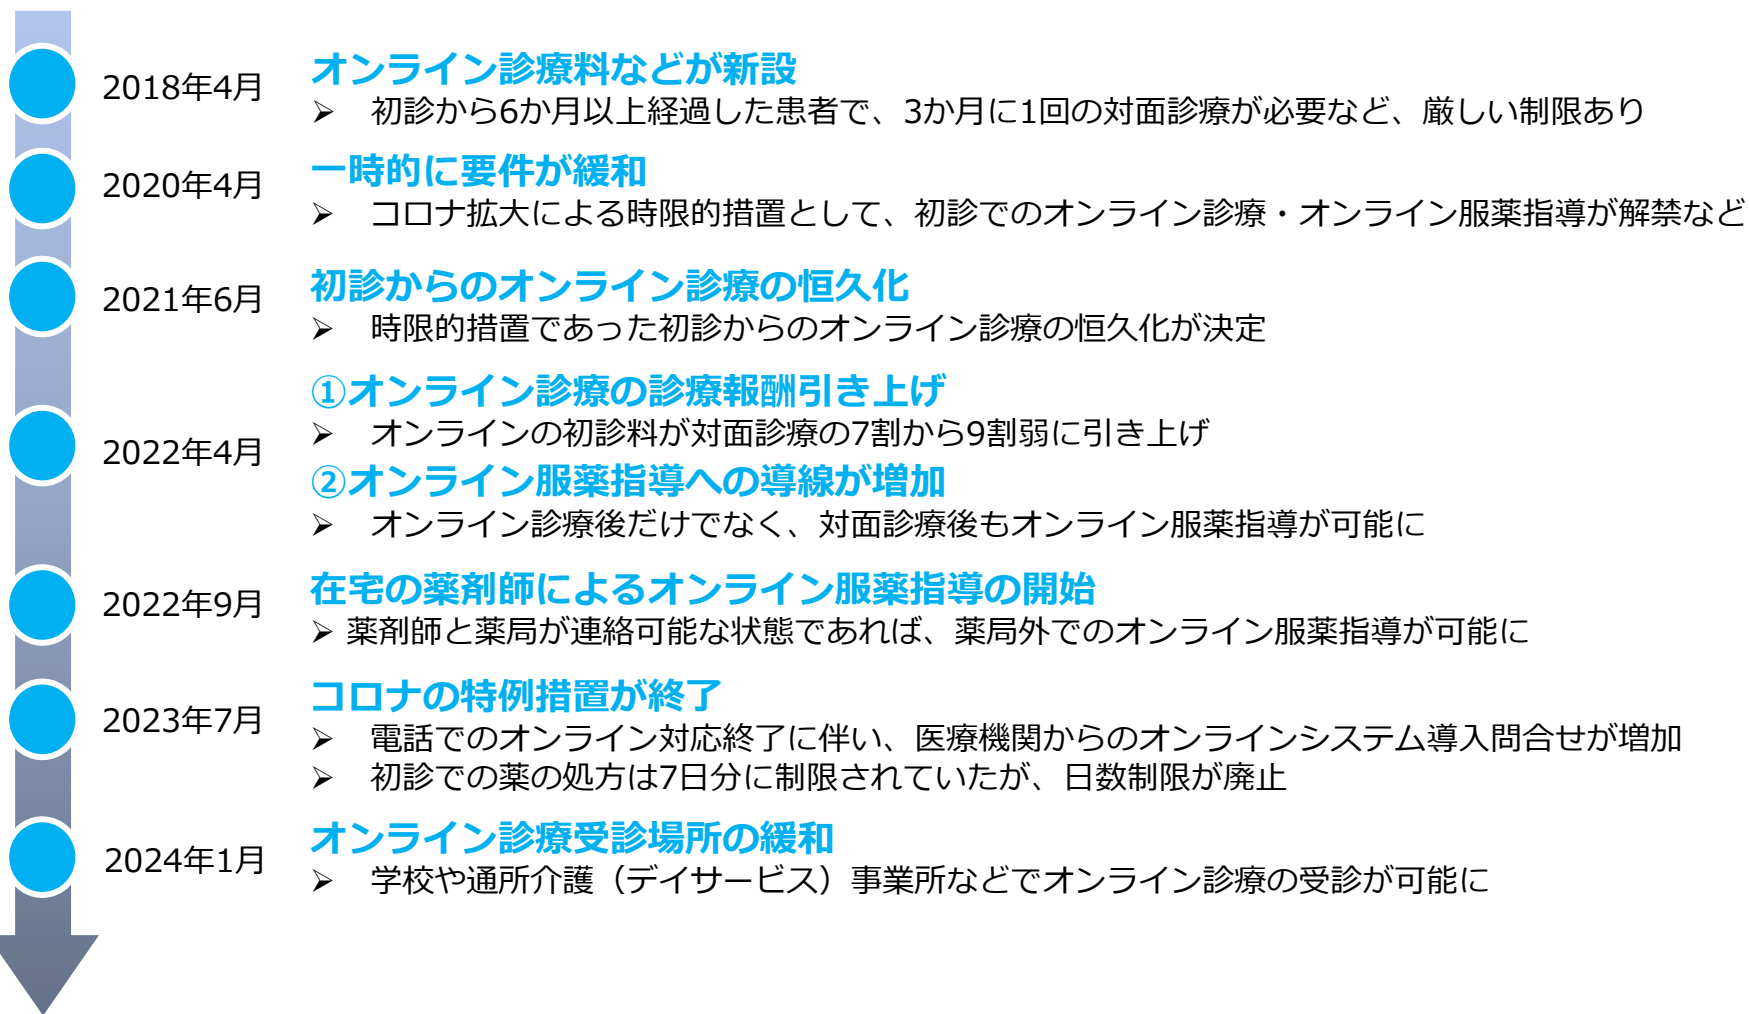 2018年4月
オンライン診療料などが新設
➢ 初診から6か月以上経過した患者で、3か月に1回の対面診療が必要など、厳しい制限あり
2020年4月
一時的に要件が緩和
➢ コロナ拡大による時限的措置として、初診でのオンライン診療・オンライン服薬指導が解禁など
2021年6月
初診からのオンライン診療の恒久化
➢ 時限的措置であった初診からのオンライン診療の恒久化が決定
2022年4月
①オンライン診療の診療報酬引き上げ
➢ オンラインの初診料が対面診療の7割から9割弱に引き上げ
②オンライン服薬指導への導線が増加
➢ オンライン診療後だけでなく、対面診療後もオンライン服薬指導が可能に
2022年9月
在宅の薬剤師によるオンライン服薬指導の開始
➢ 薬剤師と薬局が連絡可能な状態であれば、薬局外でのオンライン服薬指導が可能に
2023年7月
コロナの特例措置が終了
➢ 電話でのオンライン対応終了に伴い、医療機関からのオンラインシステム導入問合せが増加
➢ 初診での薬の処方は7日分に制限されていたが、日数制限が廃止
2024年1月
オンライン診療受診場所の緩和
➢ 学校や通所介護（デイサービス）事業所などでオンライン診療の受診が可能に